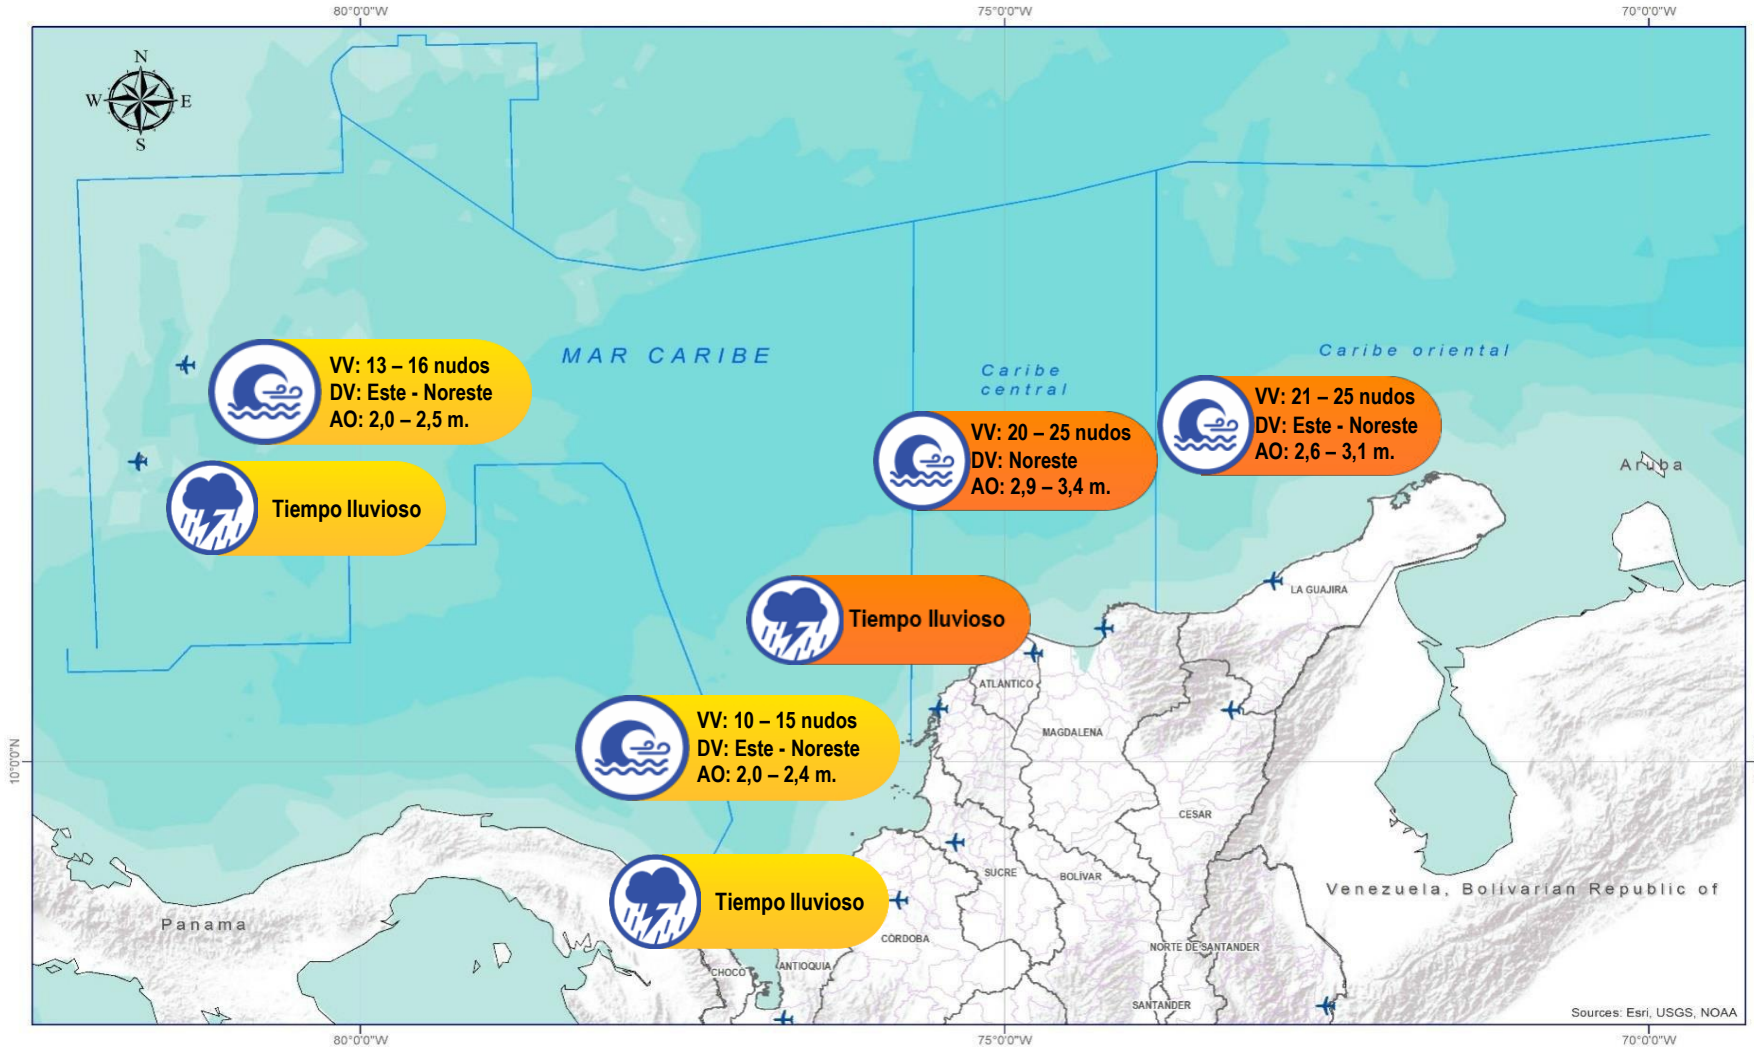 80°0'0"W
75°0'0"W
70°0'0"W
N
W
E
S
MAR CARIBE
Caribe
central
Caribe oriental
VV: 13 – 16 nudos
DV: Este - Noreste
AO: 2,0 – 2,5 m.
VV: 20 – 25 nudos
DV: Noreste
AO: 2,9 – 3,4 m.
VV: 21 – 25 nudos
DV: Este - Noreste
AO: 2,6 – 3,1 m.
Aruba
Tiempo lluvioso
LA GUAJIRA
Tiempo lluvioso
ATLÁNTICO
VV: 10 – 15 nudos
DV: Este - Noreste
AO: 2,0 – 2,4 m.
MAGDALENA
10°0'0"N
CESAR
SUCRE
BOLÍVAR
Venezuela, Bolivarian Republic of
Tiempo lluvioso
Panama
CÓRDOBA
NORTE DE SANTANDER
CHOCÓ
ANTIOQUIA
SANTANDER
Sources: Esri, USGS, NOAA
80°0'0"W
75°0'0"W
70°0'0"W